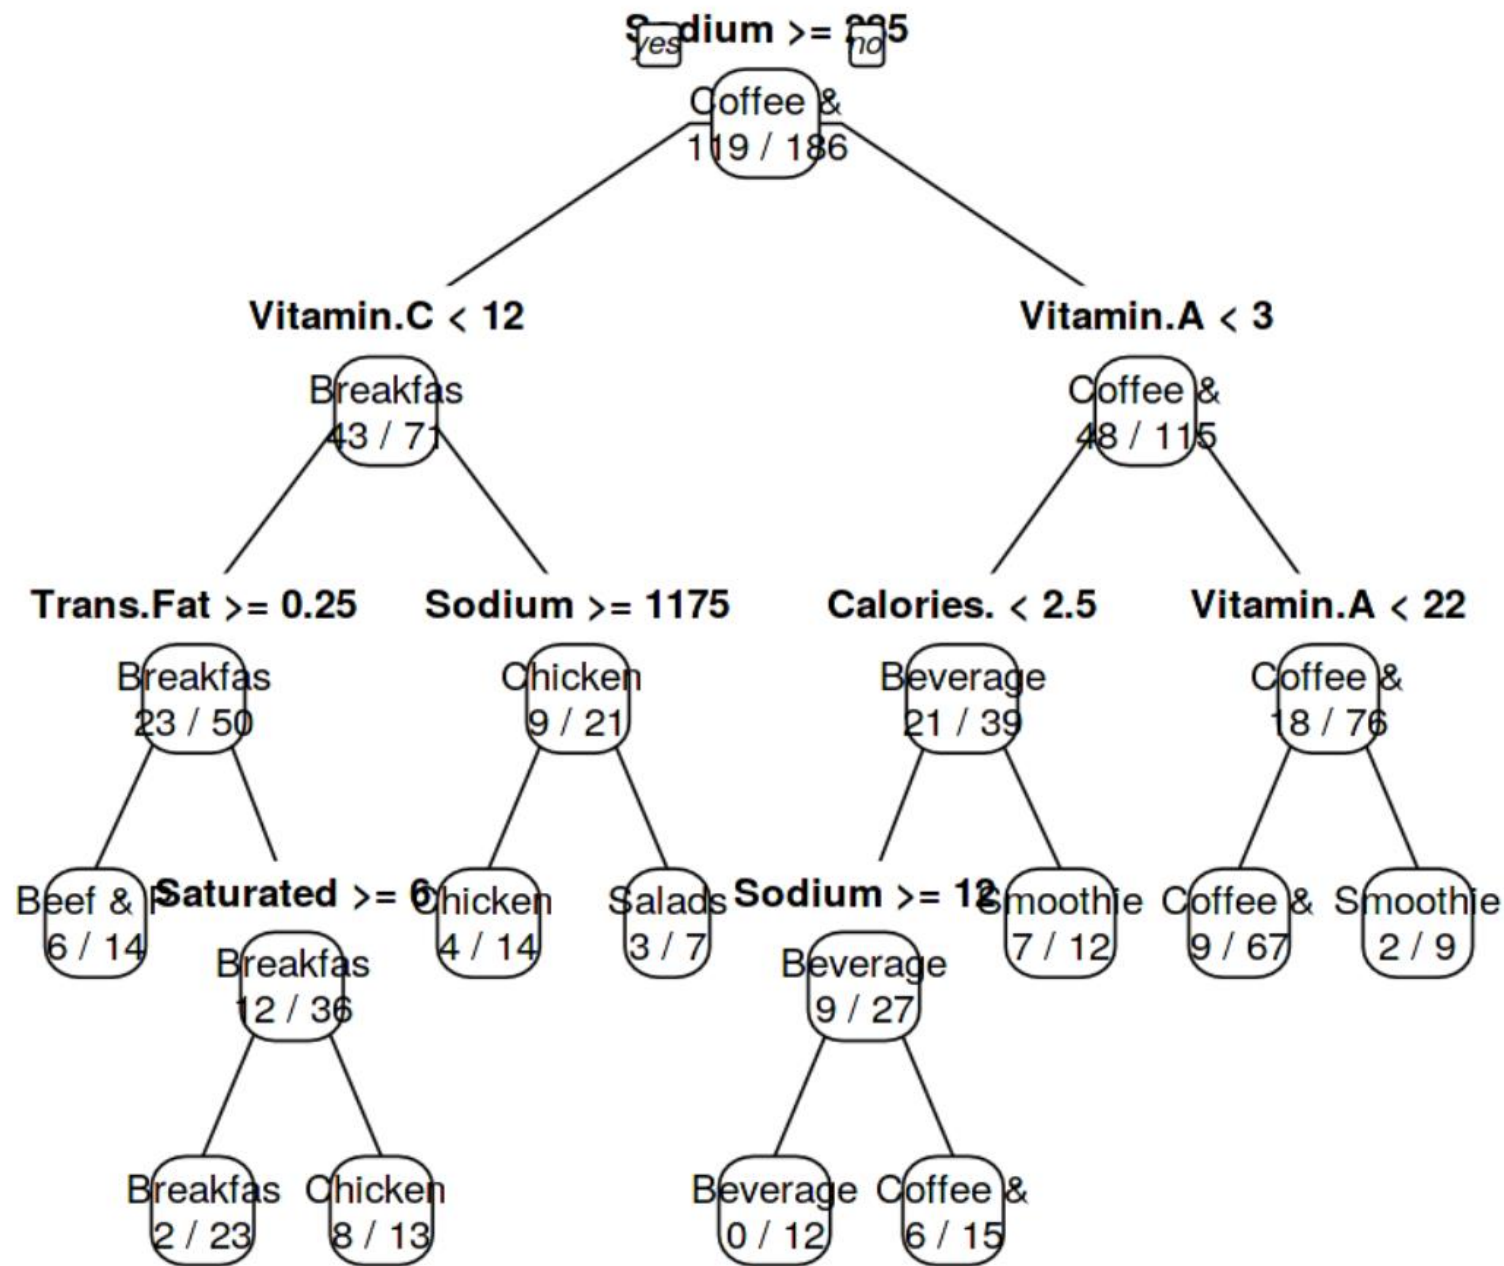 Sodium >= 285
yes
no
Coffee &
119 / 186
Vitamin.C < 12
Vitamin.A < 3
Breakfas
43 / 71
Coffee &
48 / 115
Trans.Fat >= 0.25
Sodium >= 1175
Calories. < 2.5
Vitamin.A < 22
Breakfas
23 / 50
Chicken
9 / 21
Beverage
21 / 39
Coffee &
18 / 76
Beef & P
6 / 14
Saturated >= 6
Chicken
4 / 14
Salads
3 / 7
Sodium >= 12
Smoothie
7 / 12
Coffee &
9 / 67
Smoothie
2 / 9
Breakfas
12 / 36
Beverage
9 / 27
Breakfas
2 / 23
Chicken
8 / 13
Beverage
0 / 12
Coffee &
6 / 15